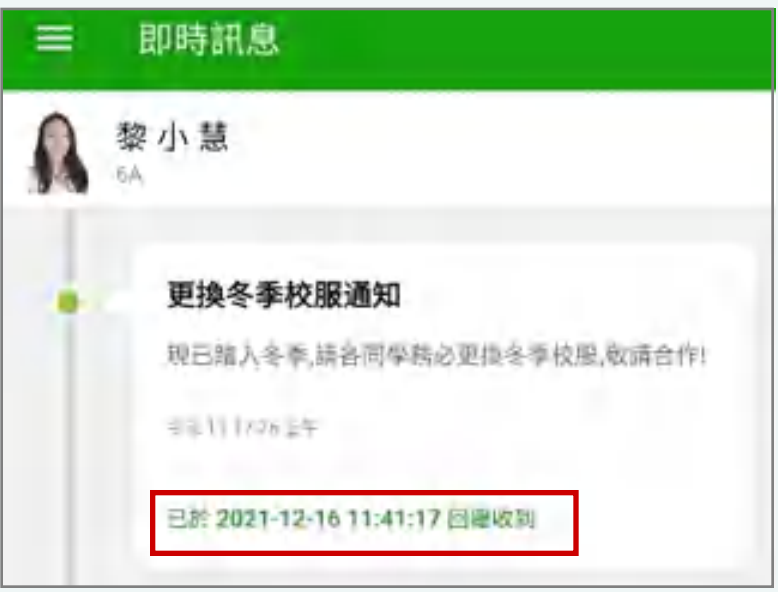 即時訊息
黎小慧
6A
更換冬季校服通知
現已踏入冬季,請各同學務必更換冬季校服,敬請合作!
已於 2021-12-16 11:41:17 回應收到